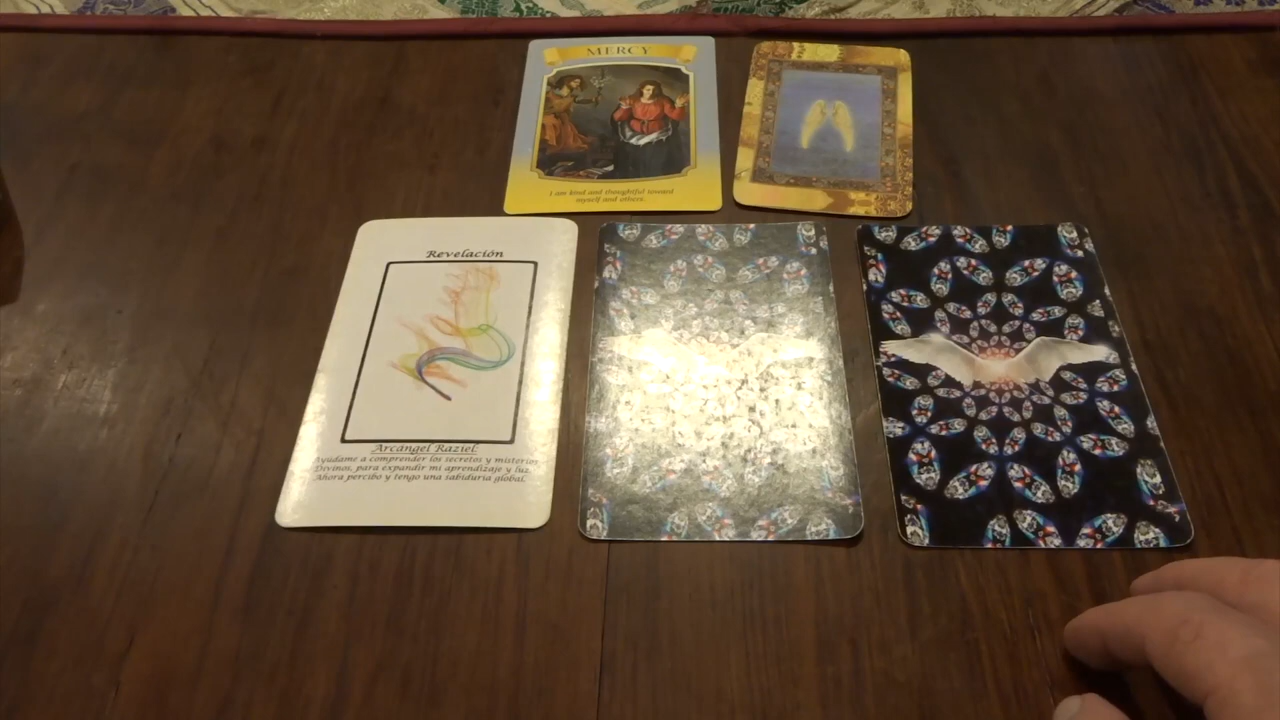 MERCY
I am kind and thoughtful toward
myself and others.
Revelación
Arcángel Raziel:
Ayúdame a comprender los secretos y misterios
Divinos, para expandir mi aprendizaje y luz.
Ahora percibo y tengo una sabiduría global.